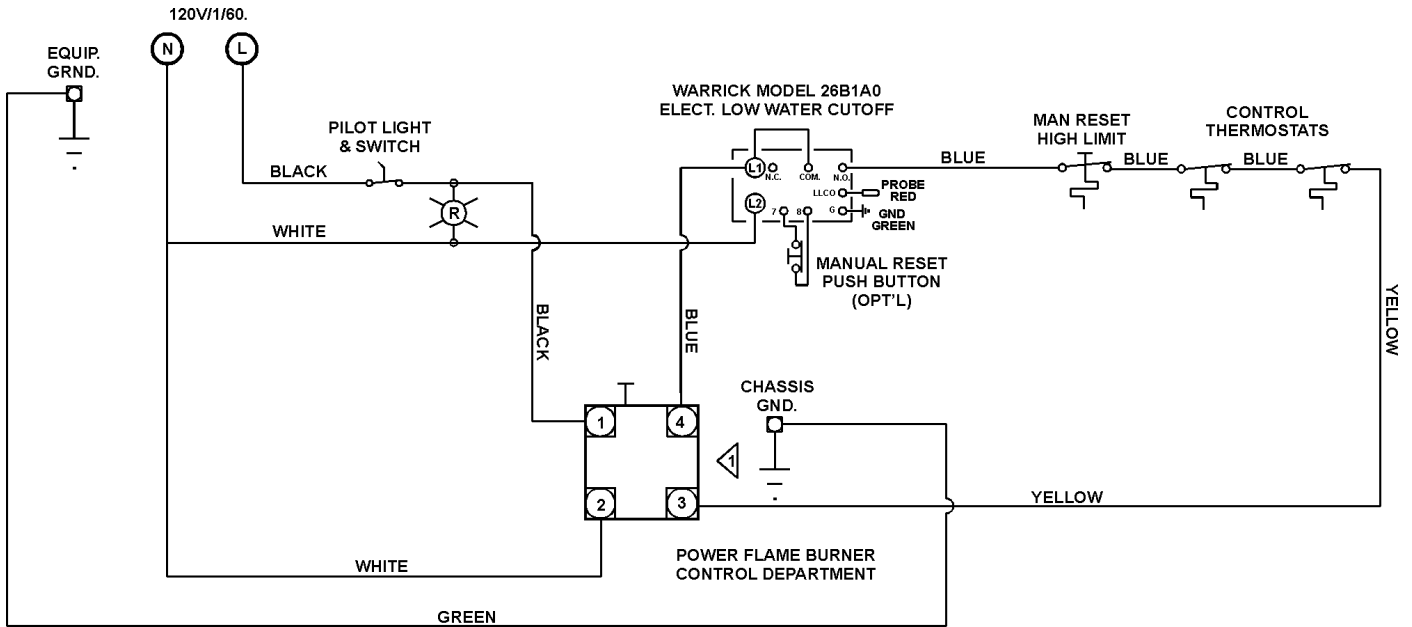 120V/1/60.
N
L
EQUIP.
GRND.
WARRICK MODEL 26B1A0
ELECT. LOW WATER CUTOFF
PILOT LIGHT
& SWITCH
MAN RESET
HIGH LIMIT
CONTROL
THERMOSTATS
BLACK
BLUE
BLUE
BLUE
L1
N.C.
COM.
N.O.
LLCO
PROBE
RED
L2
7
8
G
GND
GREEN
R
WHITE
MANUAL RESET
PUSH BUTTON
(OPT'L)
BLACK
BLUE
YELLOW
CHASSIS
GND.
1
4
1
2
3
YELLOW
POWER FLAME BURNER
CONTROL DEPARTMENT
WHITE
GREEN